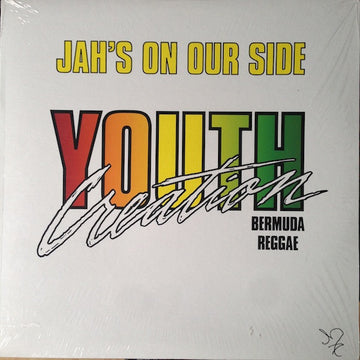 JAH'S ON OUR SIDE
YOUTH
Creation
BERMUDA
REGGAE